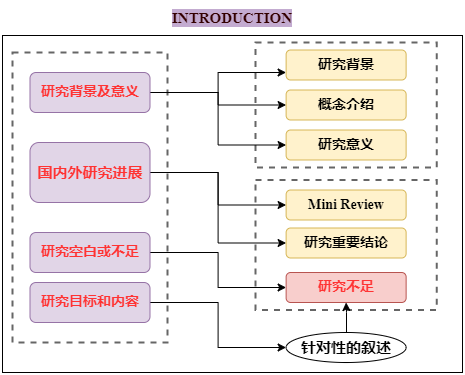 INTRODUCTION
研究背景及意义
国内外研究进展
研究空白或不足
研究目标和内容
研究背景
概念介绍
研究意义
Mini Review
研究重要结论
研究不足
针对性的叙述